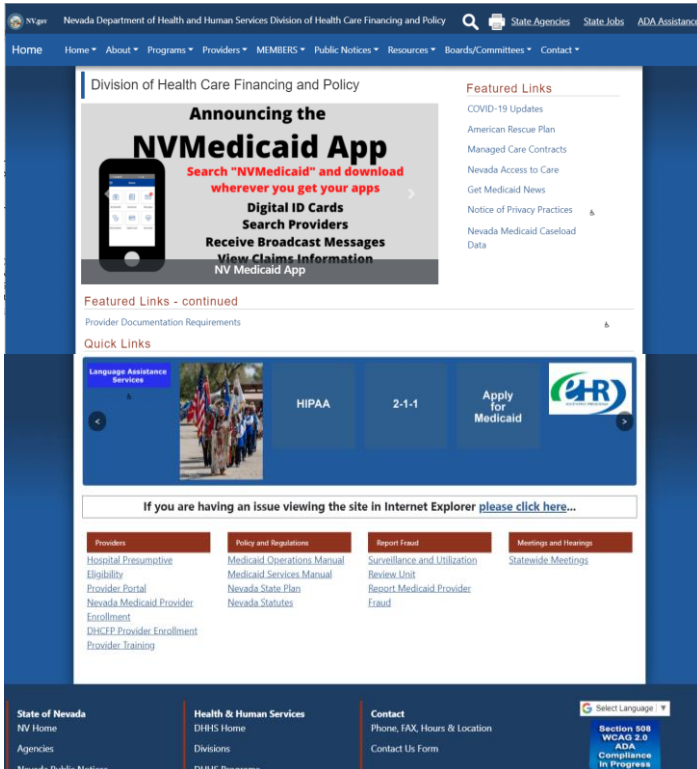 NV.gov Nevada Department of Health and Human Services Division of Health Care Financing and Policy State Agencies State Jobs ADA Assistance
Home Home About Programs Providers MEMBERS Public Notices Resources Boards/Committees Contact
Division of Health Care Financing and Policy
Announcing the
NVMedicaid App
Search "NVMedicaid" and download
wherever you get your apps
Digital ID Cards
Search Providers
Receive Broadcast Messages
View Claims Information
NV Medicaid App
Featured Links
COVID-19 Updates
American Rescue Plan
Managed Care Contracts
Nevada Access to Care
Get Medicaid News
Notice of Privacy Practices
Nevada Medicaid Caseload
Data
Featured Links - continued
Provider Documentation Requirements
Quick Links
Language Assistance
Services
HIPAA
2-1-1
Apply
for
Medicaid
EHR
If you are having an issue viewing the site in Internet Explorer please click here...
Providers
Hospital Presumptive
Eligibility
Provider Portal
Nevada Medicaid Provider
Enrollment
DHCFP Provider Enrollment
Provider Training
Policy and Regulations
Medicaid Operations Manual
Medicaid Services Manual
Nevada State Plan
Nevada Statutes
Report Fraud
Surveillance and Utilization
Review Unit
Report Medicaid Provider
Fraud
Meetings and Hearings
Statewide Meetings
State of Nevada
NV Home
Agencies
Nevada Public Notices
Health & Human Services
DHHS Home
Divisions
DHHS Programs
Contact
Phone, FAX, Hours & Location
Contact Us Form
G Select Language
Section 508
WCAG 2.0
ADA
Compliance
In Progress